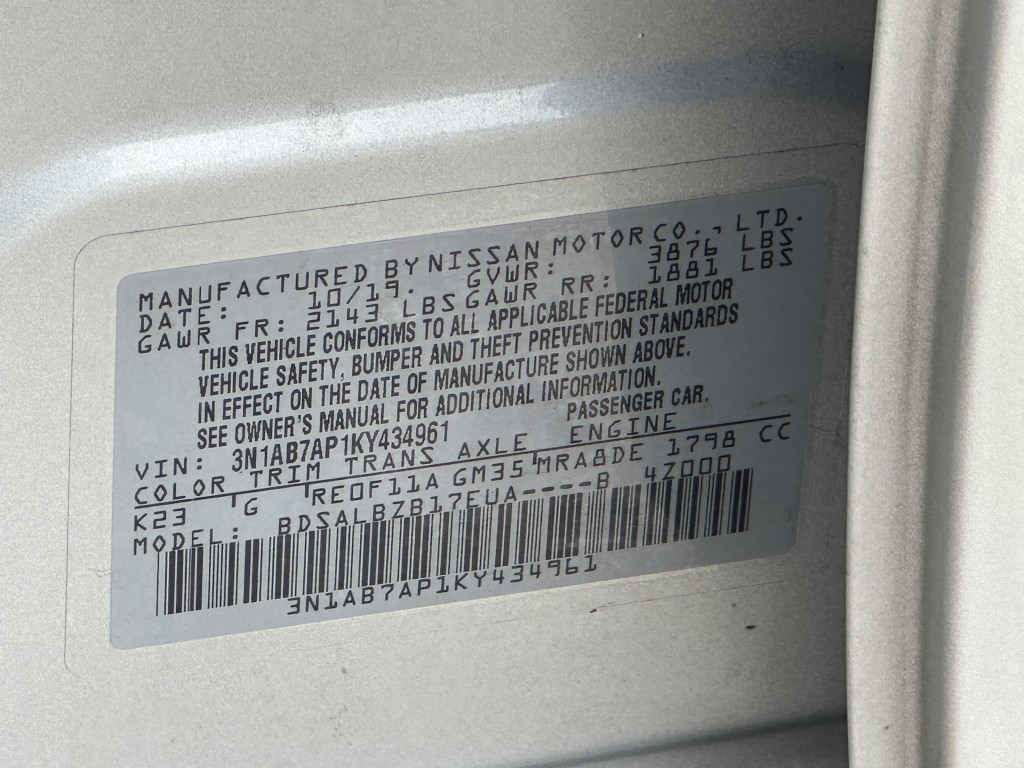 MANUFACTURED BY NISSAN MOTOR CO., LTD.
DATE: 10/19. GVWR: 3876 LBS
GAWR FR: 2143 LBS GAWR RR: 1881 LBS
THIS VEHICLE CONFORMS TO ALL APPLICABLE FEDERAL MOTOR
VEHICLE SAFETY, BUMPER AND THEFT PREVENTION STANDARDS
IN EFFECT ON THE DATE OF MANUFACTURE SHOWN ABOVE.
SEE OWNER'S MANUAL FOR ADDITIONAL INFORMATION.
VIN: 3N1AB7AP1KY434961 PASSENGER CAR.
COLOR TRIM TRANS AXLE ENGINE
K23 'G 'RE0F11A GM35'MRA8DE 1798 CC
MODEL: BDSALBZB17EUA----B 4Z000
3N1AB7AP1KY434961